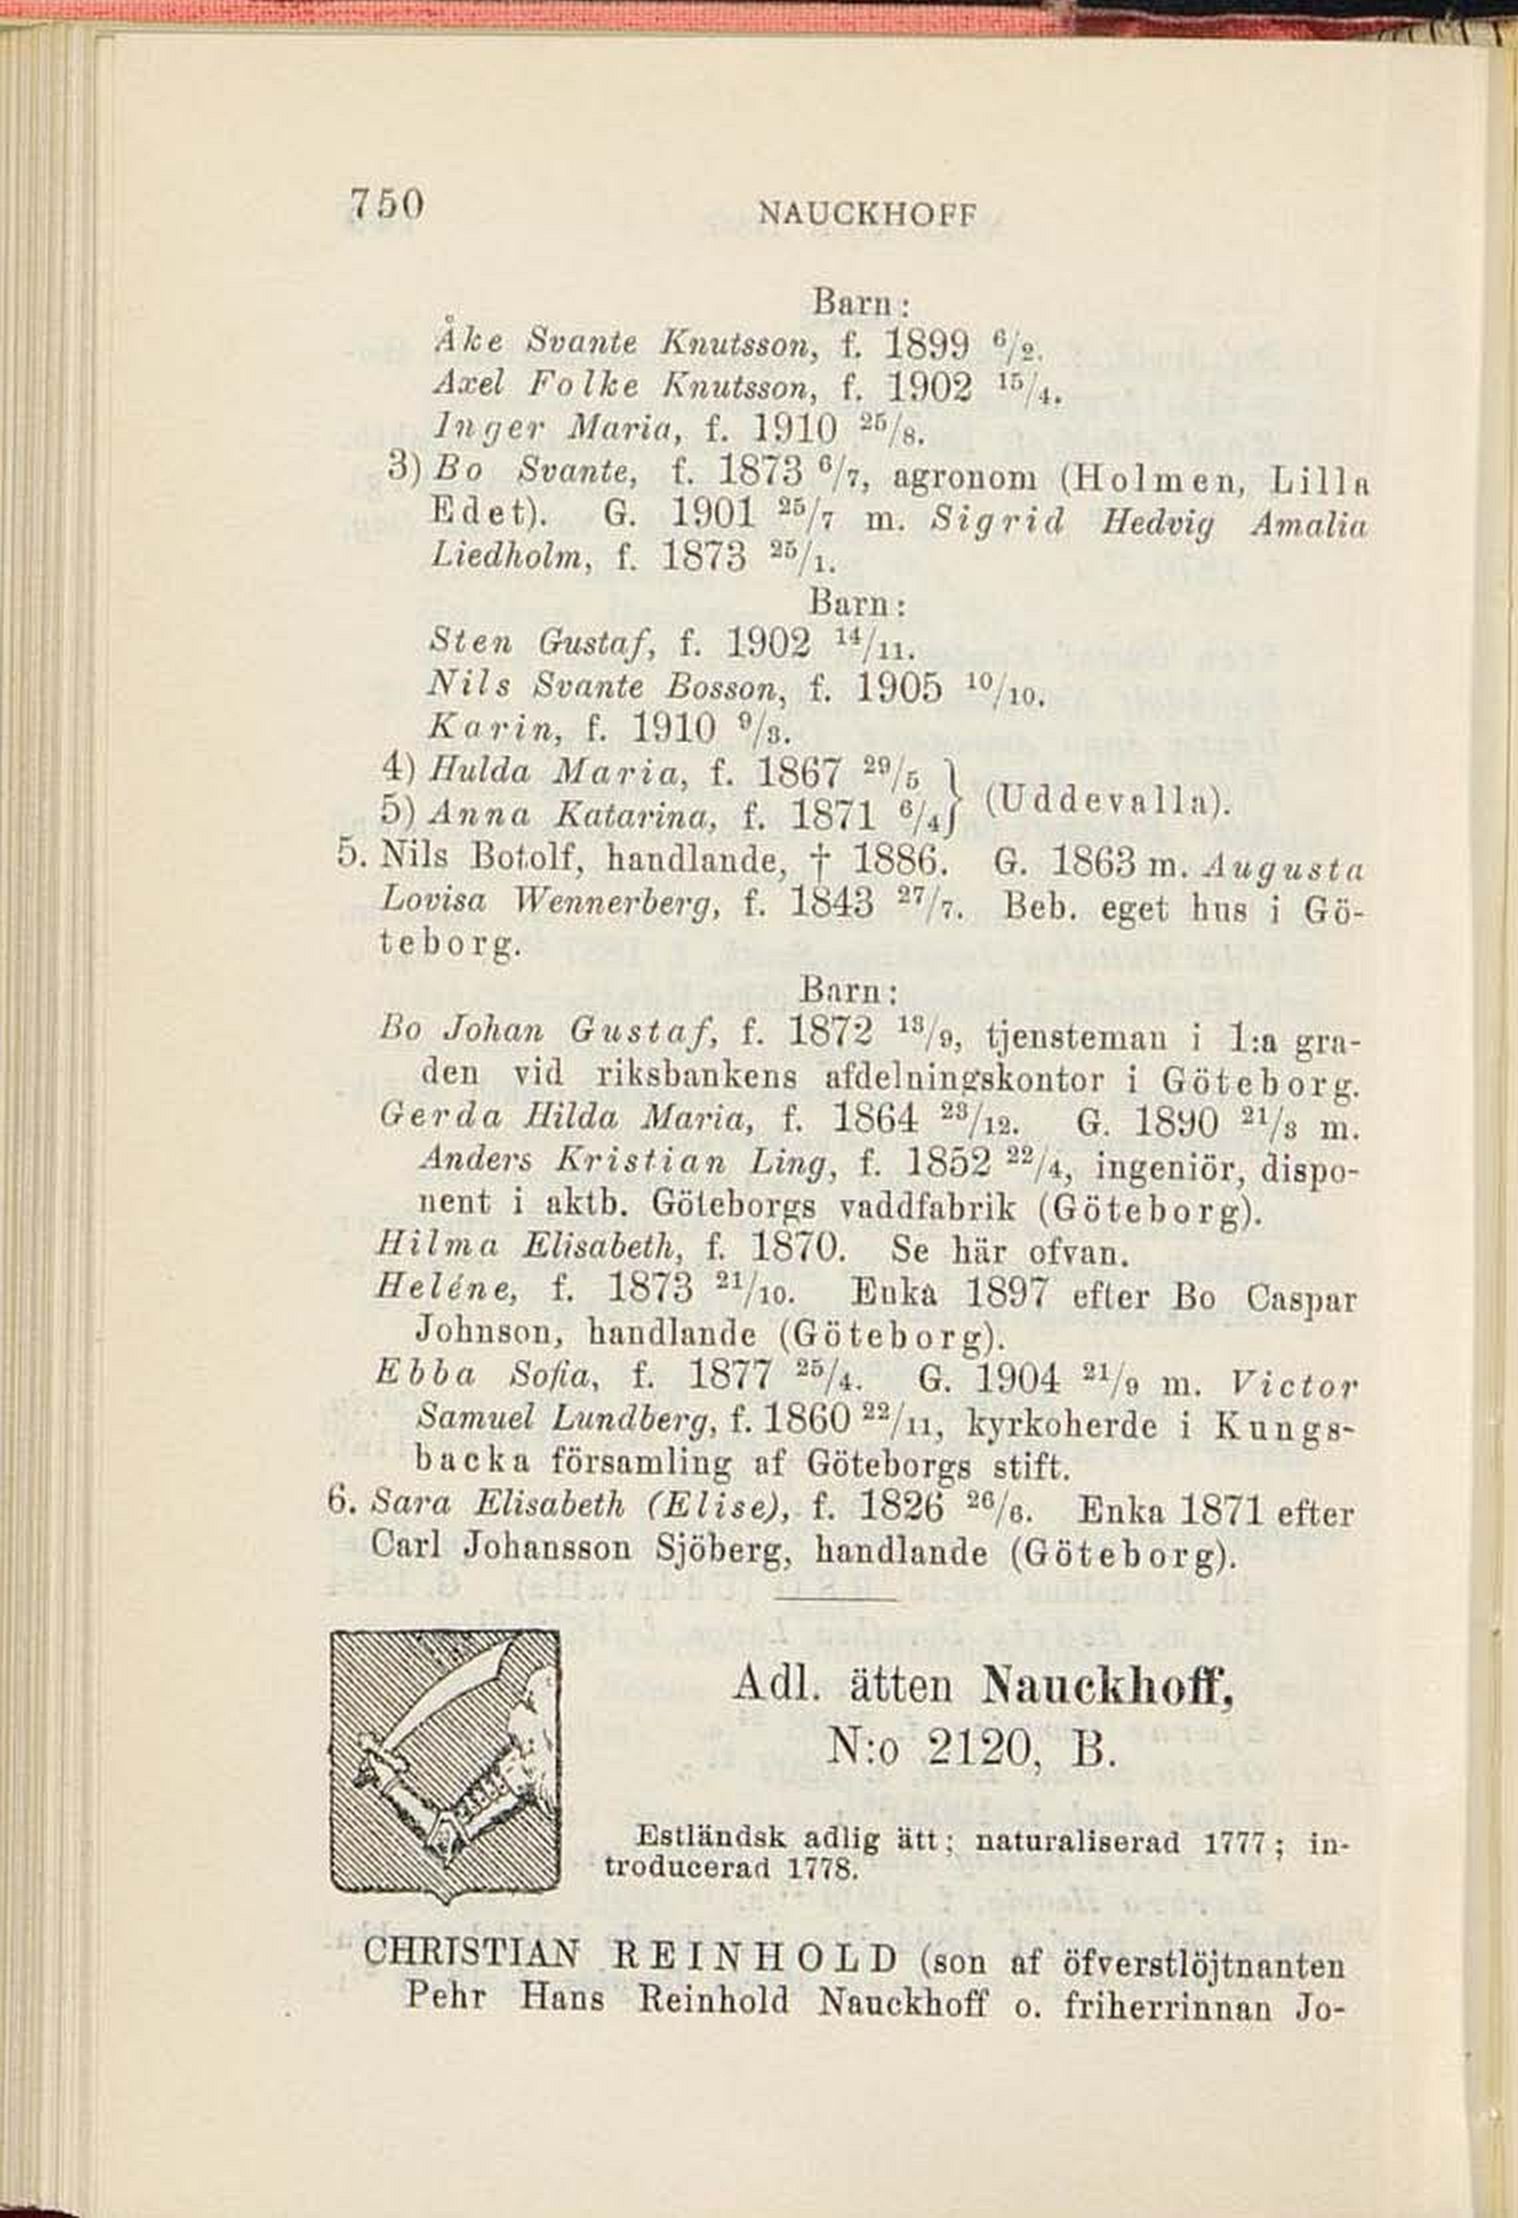 750
NAUCKHOFF
Barn:
Åke Svante Knutsson, f. 1899 6/2.
Axel Folke Knutsson, f. 1902 15/4.
Inger Maria, f. 1910 25/8.
3) Bo Svante, f. 1873 6/7, agronom (Holmen, Lilla
Edet). G. 1901 25/7 m. Sigrid Hedvig Amalia
Liedholm, f. 1873 25/1.
Barn:
Sten Gustaf, f. 1902 14/11.
Nils Svante Bosson, f. 1905 10/10.
Karin, f. 1910 9/3.
4) Hulda Maria, f. 1867 29/5 }
5) Anna Katarina, f. 1871 6/4 } (Uddevalla).
5. Nils Botolf, handlande, † 1886. G. 1863 m. Augusta
Lovisa Wennerberg, f. 1843 27/7. Beb. eget hus i Gö-
teborg.
Barn:
Bo Johan Gustaf, f. 1872 13/9, tjensteman i 1:a gra-
den vid riksbankens afdelningskontor i Göteborg.
Gerda Hilda Maria, f. 1864 23/12. G. 1890 21/3 m.
Anders Kristian Ling, f. 1852 22/4, ingeniör, dispo-
nent i aktb. Göteborgs vaddfabrik (Göteborg).
Hilma Elisabeth, f. 1870. Se här ofvan.
Heléne, f. 1873 21/10. Enka 1897 efter Bo Caspar
Johnson, handlande (Göteborg).
Ebba Sofia, f. 1877 25/4. G. 1904 21/9 m. Victor
Samuel Lundberg, f. 1860 22/11, kyrkoherde i Kungs-
backa församling af Göteborgs stift.
6. Sara Elisabeth (Elise), f. 1826 26/6. Enka 1871 efter
Carl Johansson Sjöberg, handlande (Göteborg).
Adl. ätten Nauckhoff,
N:o 2120, B.
Estländsk adlig ätt; naturaliserad 1777; in-
troducerad 1778.
CHRISTIAN REINHOLD (son af öfverstlöjtnanten
Pehr Hans Reinhold Nauckhoff o. friherrinnan Jo-